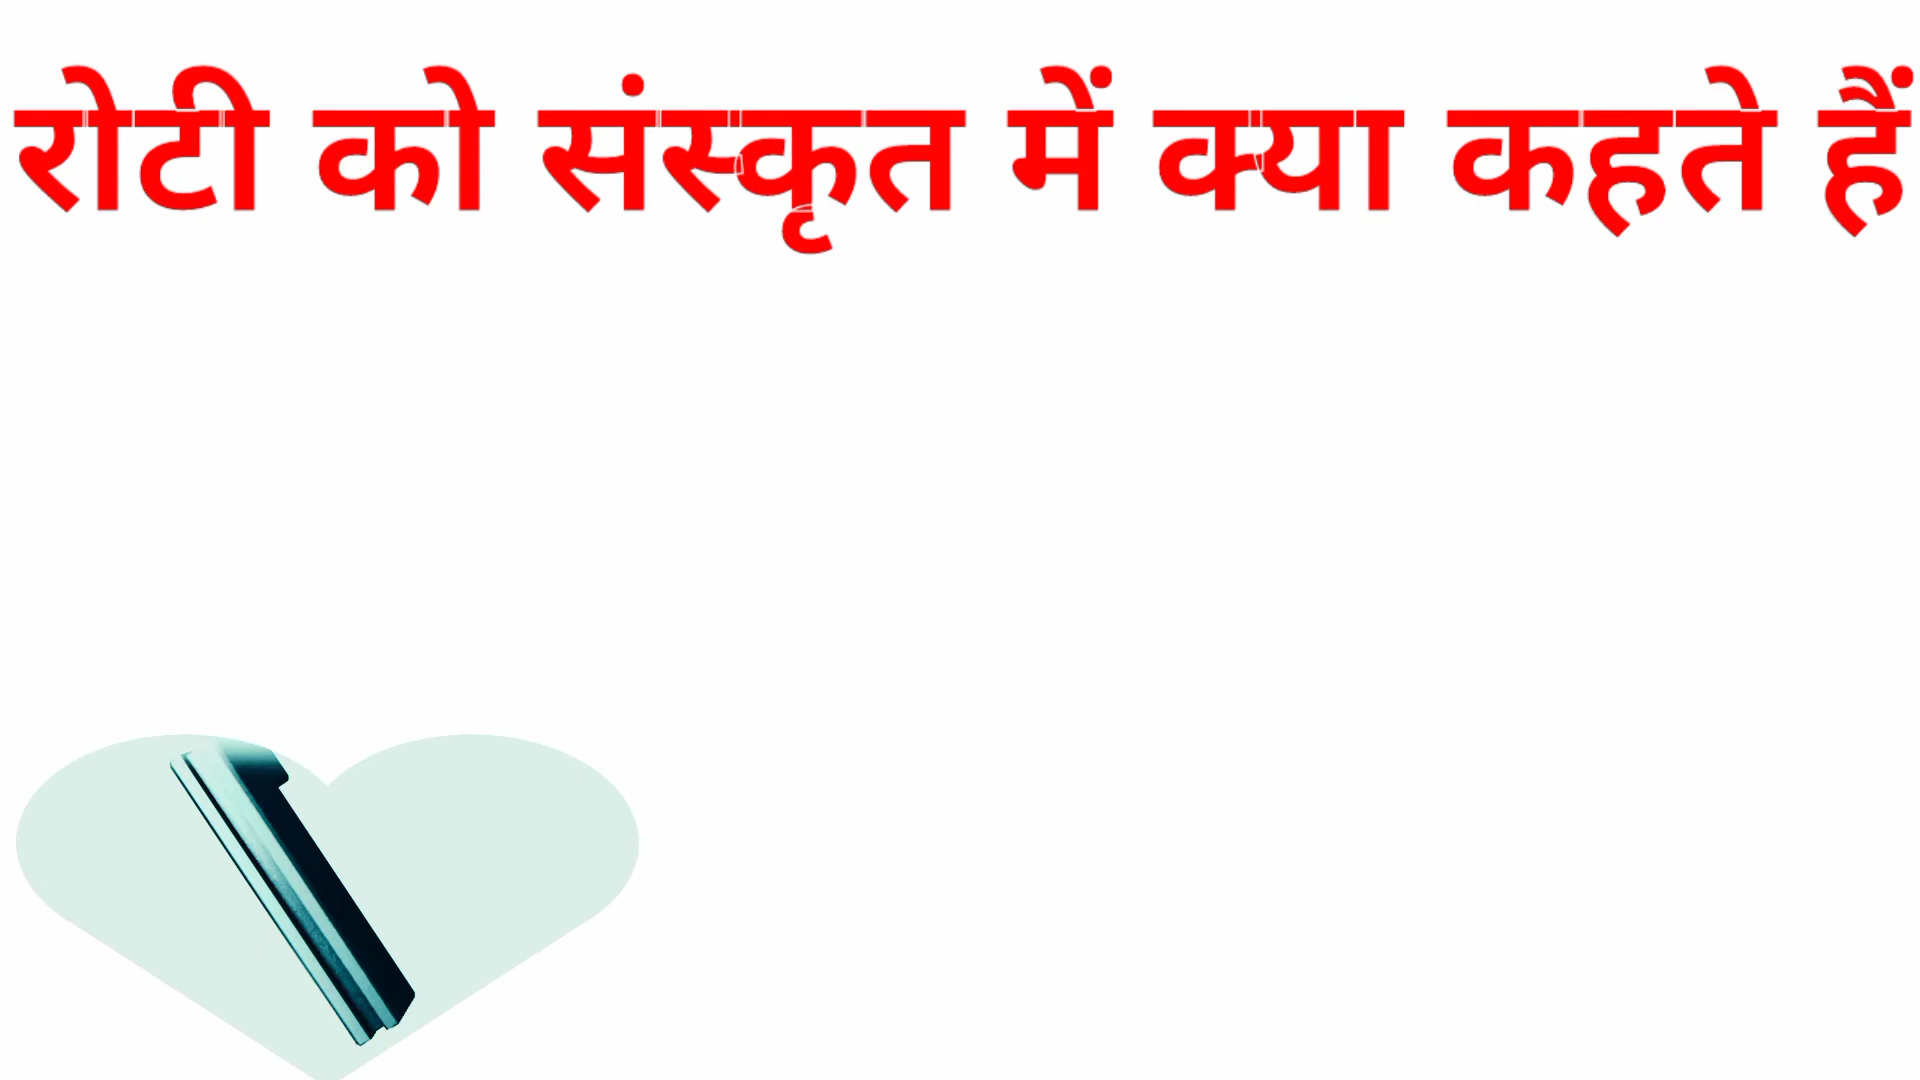 रोटी को संस्कृत में क्या कहते हैं